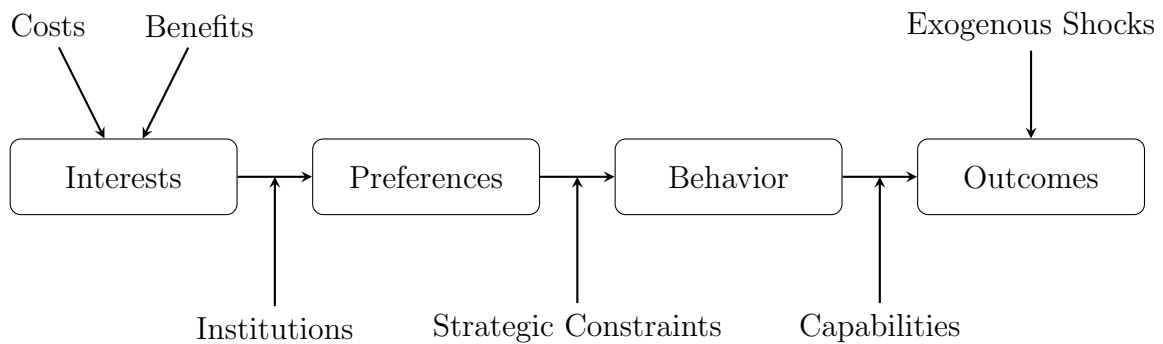 Costs Benefits Exogenous Shocks
Interests Preferences Behavior Outcomes
Institutions Strategic Constraints Capabilities